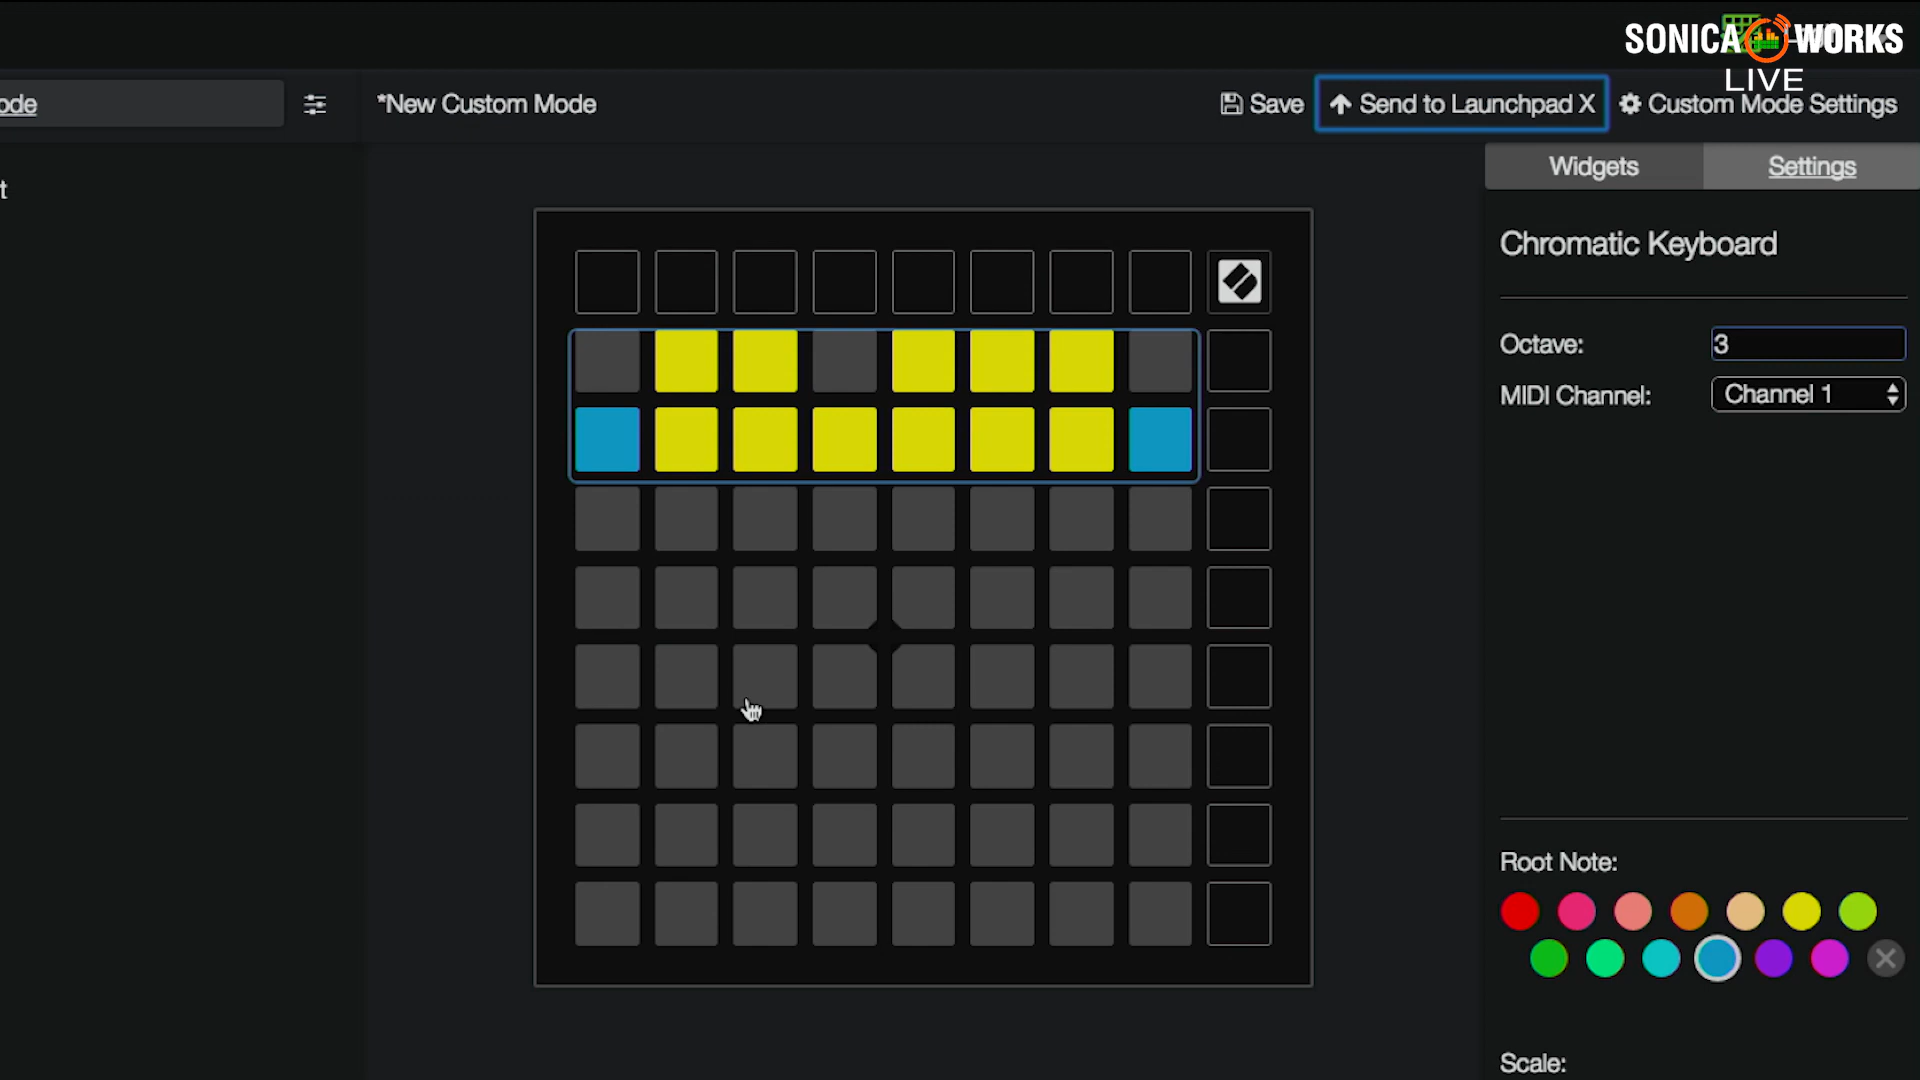 SONICA WORKS
LIVE
ode
*New Custom Mode
Save
Send to Launchpad X
Custom Mode Settings
t
Widgets
Settings
Chromatic Keyboard
Octave:
3
MIDI Channel:
Channel 1
Root Note:
Scale: